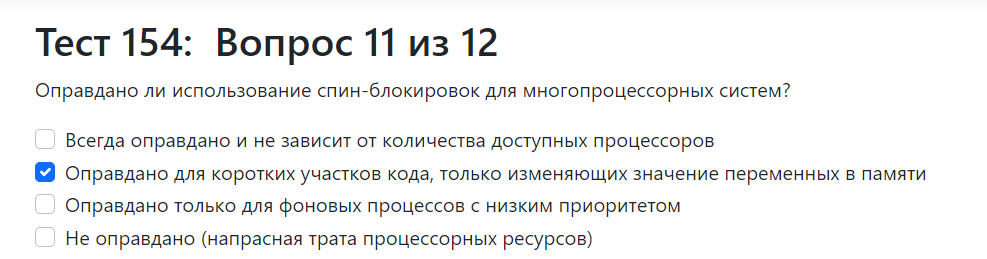 Тест 154: Вопрос 11 из 12
Оправдано ли использование спин-блокировок для многопроцессорных систем?
Всегда оправдано и не зависит от количества доступных процессоров
Оправдано для коротких участков кода, только изменяющих значение переменных в памяти
Оправдано только для фоновых процессов с низким приоритетом
Не оправдано (напрасная трата процессорных ресурсов)